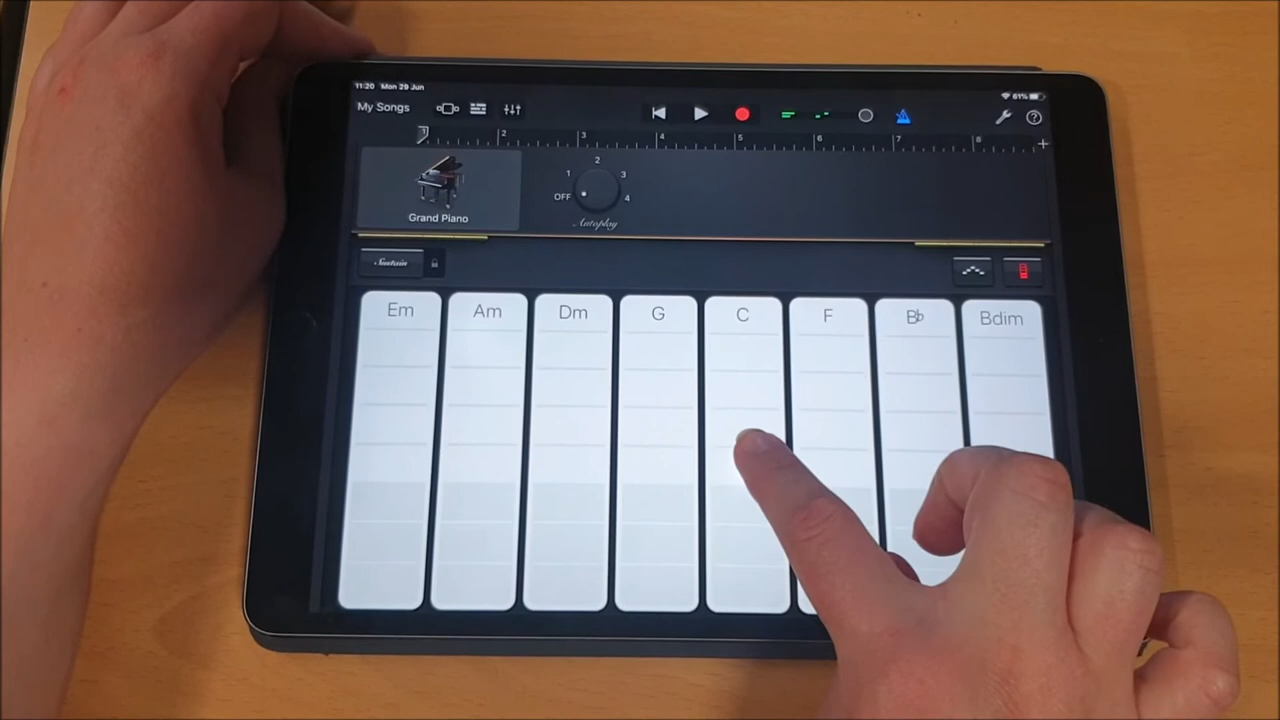 11:20 Mon 29 Jun
61%
My Songs
1 2 3 4 5 6 7 8 +
Grand Piano
OFF 1 2 3 4
Autoplay
Sustain
Em Am Dm G C F B♭ Bdim